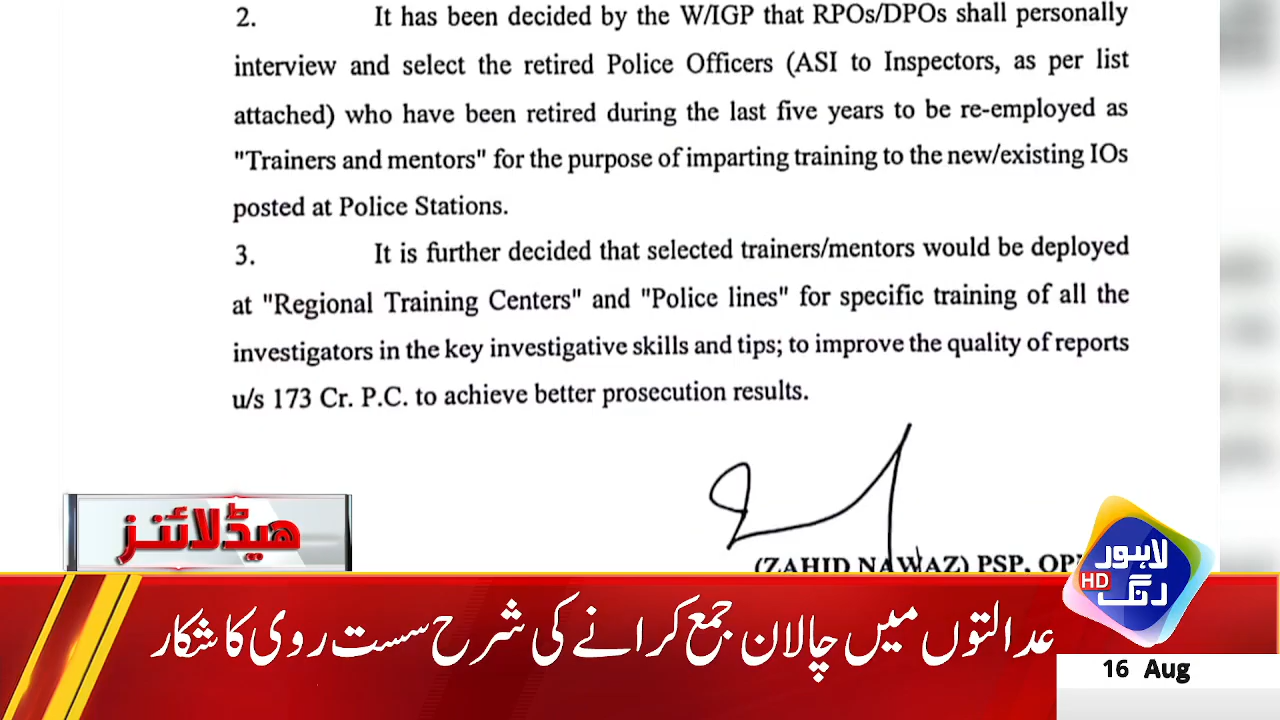 2. It has been decided by the W/IGP that RPOs/DPOs shall personally
interview and select the retired Police Officers (ASI to Inspectors, as per list
attached) who have been retired during the last five years to be re-employed as
"Trainers and mentors" for the purpose of imparting training to the new/existing IOs
posted at Police Stations.
3. It is further decided that selected trainers/mentors would be deployed
at "Regional Training Centers" and "Police lines" for specific training of all the
investigators in the key investigative skills and tips; to improve the quality of reports
u/s 173 Cr. P.C. to achieve better prosecution results.
(ZAHID NAWAZ) PSP,
ہیڈلائنز
لاہور
رنگ
HD
عدالتوں میں چالان جمع کرانے کی شرح سست روی کا شکار
16 Aug